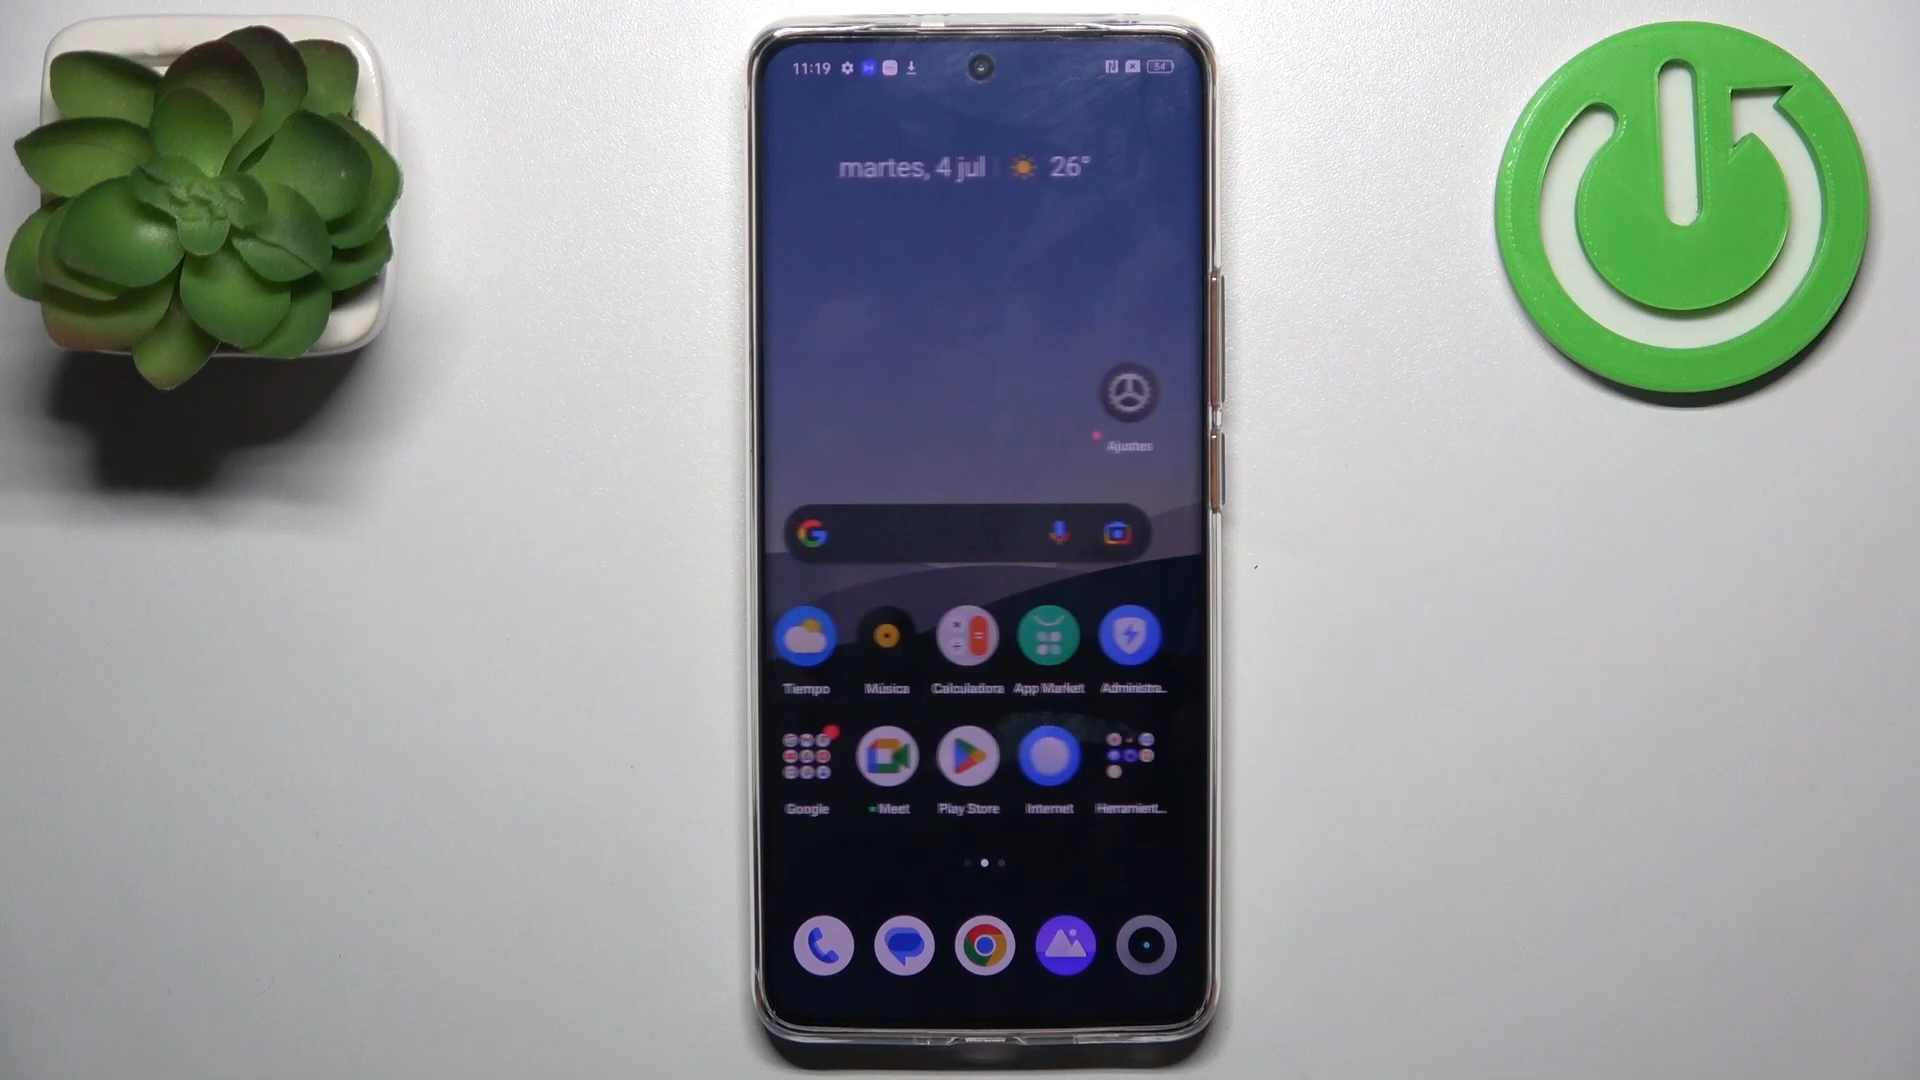 11:19
54
martes, 4 jul 26°
Ajustes
Tiempo Música Calculadora App Market Administra...
Google Meet Play Store Internet Herramient...